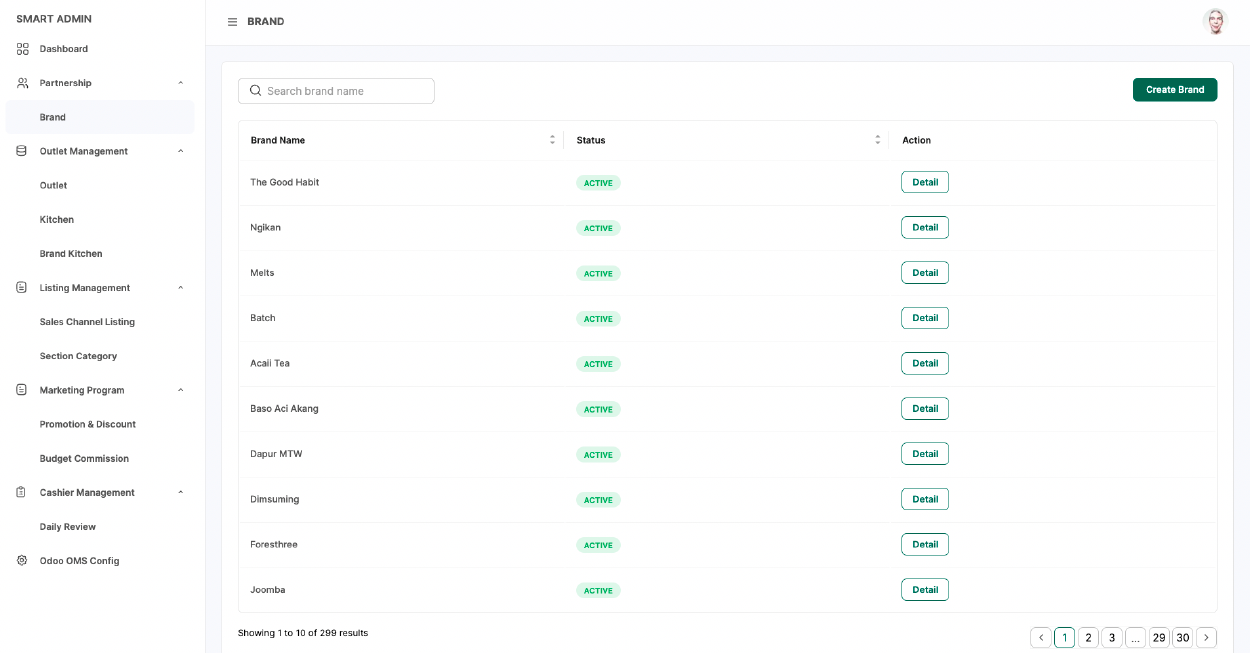 SMART ADMIN
Dashboard
Partnership
Brand
Outlet Management
Outlet
Kitchen
Brand Kitchen
Listing Management
Sales Channel Listing
Section Category
Marketing Program
Promotion & Discount
Budget Commission
Cashier Management
Daily Review
Odoo OMS Config
BRAND
Search brand name
Create Brand
Brand Name Status Action
The Good Habit ACTIVE Detail
Ngikan ACTIVE Detail
Melts ACTIVE Detail
Batch ACTIVE Detail
Acaii Tea ACTIVE Detail
Baso Aci Akang ACTIVE Detail
Dapur MTW ACTIVE Detail
Dimsuming ACTIVE Detail
Foresthree ACTIVE Detail
Joomba ACTIVE Detail
Showing 1 to 10 of 299 results
1 2 3 ... 29 30